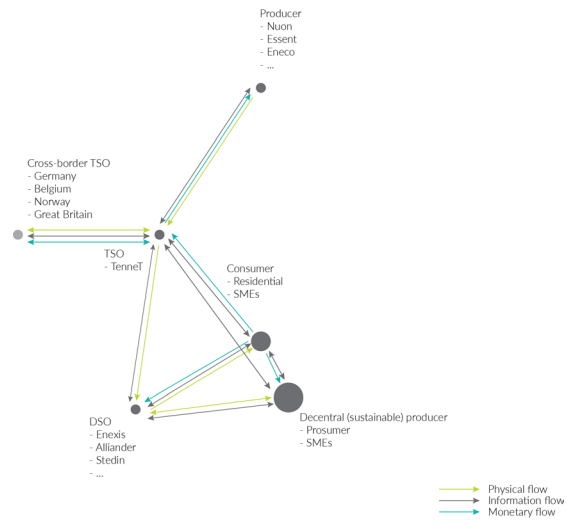 Producer
- Nuon
- Essent
- Eneco
- ...
Cross-border TSO
- Germany
- Belgium
- Norway
- Great Britain
TSO
- TenneT
Consumer
- Residential
- SMEs
DSO
- Enexis
- Alliander
- Stedin
- ...
Decentral (sustainable) producer
- Prosumer
- SMEs
Physical flow
Information flow
Monetary flow